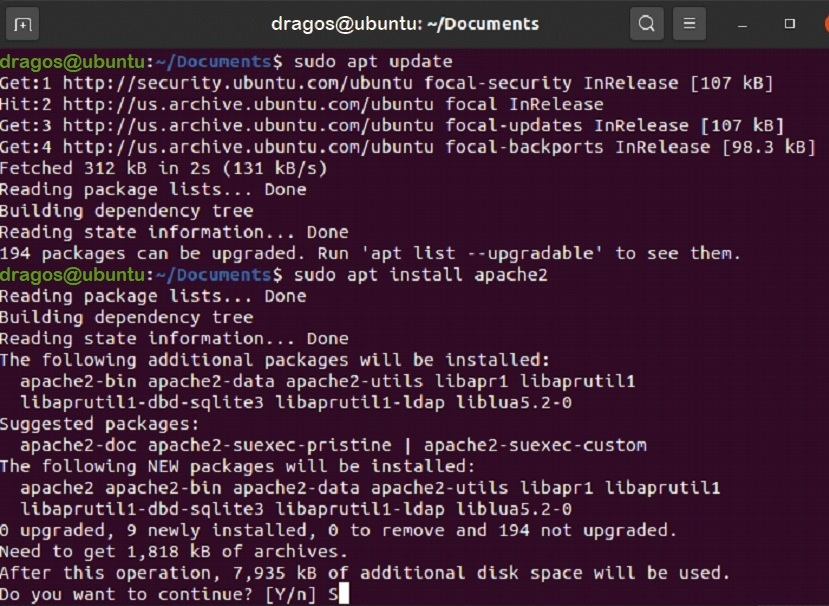 dragos@ubuntu: ~/Documents
dragos@ubuntu:~/Documents$ sudo apt update
Get:1 http://security.ubuntu.com/ubuntu focal-security InRelease [107 kB]
Hit:2 http://us.archive.ubuntu.com/ubuntu focal InRelease
Get:3 http://us.archive.ubuntu.com/ubuntu focal-updates InRelease [107 kB]
Get:4 http://us.archive.ubuntu.com/ubuntu focal-backports InRelease [98.3 kB]
Fetched 312 kB in 2s (131 kB/s)
Reading package lists... Done
Building dependency tree
Reading state information... Done
194 packages can be upgraded. Run 'apt list --upgradable' to see them.
dragos@ubuntu:~/Documents$ sudo apt install apache2
Reading package lists... Done
Building dependency tree
Reading state information... Done
The following additional packages will be installed:
  apache2-bin apache2-data apache2-utils libapr1 libaprutil1
  libaprutil1-dbd-sqlite3 libaprutil1-ldap liblua5.2-0
Suggested packages:
  apache2-doc apache2-suexec-pristine | apache2-suexec-custom
The following NEW packages will be installed:
  apache2 apache2-bin apache2-data apache2-utils libapr1 libaprutil1
  libaprutil1-dbd-sqlite3 libaprutil1-ldap liblua5.2-0
0 upgraded, 9 newly installed, 0 to remove and 194 not upgraded.
Need to get 1,818 kB of archives.
After this operation, 7,935 kB of additional disk space will be used.
Do you want to continue? [Y/n] S